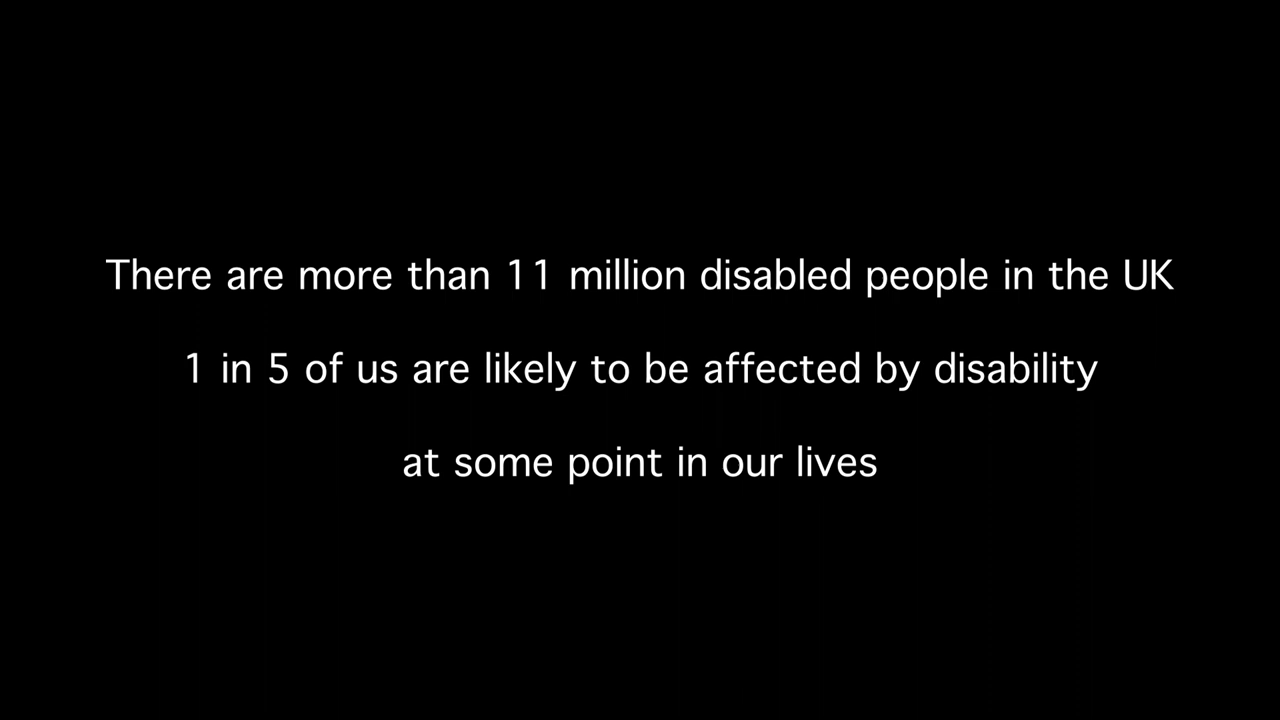 There are more than 11 million disabled people in the UK
1 in 5 of us are likely to be affected by disability
at some point in our lives